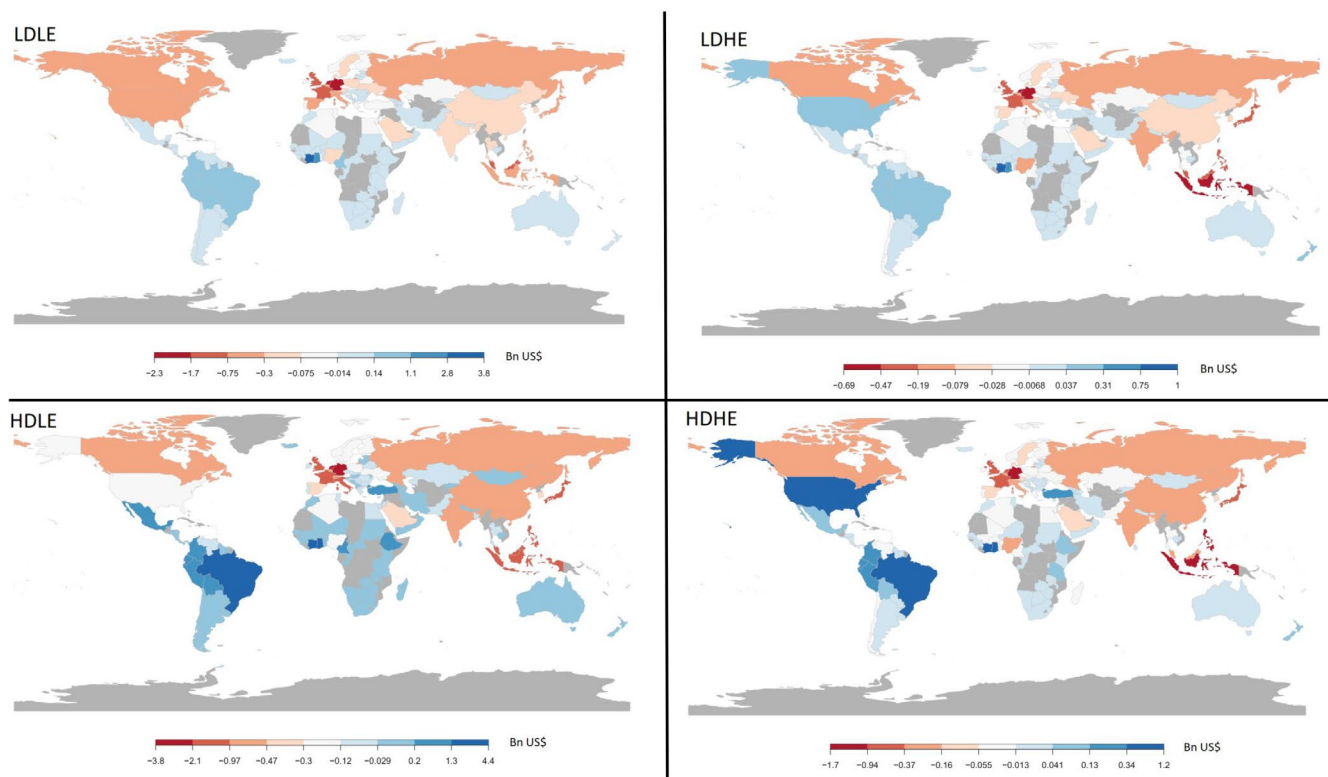 LDLE
Bn US$
−2.3 −1.7 −0.75 −0.3 −0.075 −0.014 0.14 1.1 2.8 3.8
LDHE
Bn US$
−0.69 −0.47 −0.19 −0.079 −0.028 −0.0068 0.037 0.31 0.75 1
HDLE
Bn US$
−3.8 −2.1 −0.97 −0.47 −0.3 −0.12 −0.029 0.2 1.3 4.4
HDHE
Bn US$
−1.7 −0.94 −0.37 −0.16 −0.055 −0.013 0.041 0.13 0.34 1.2